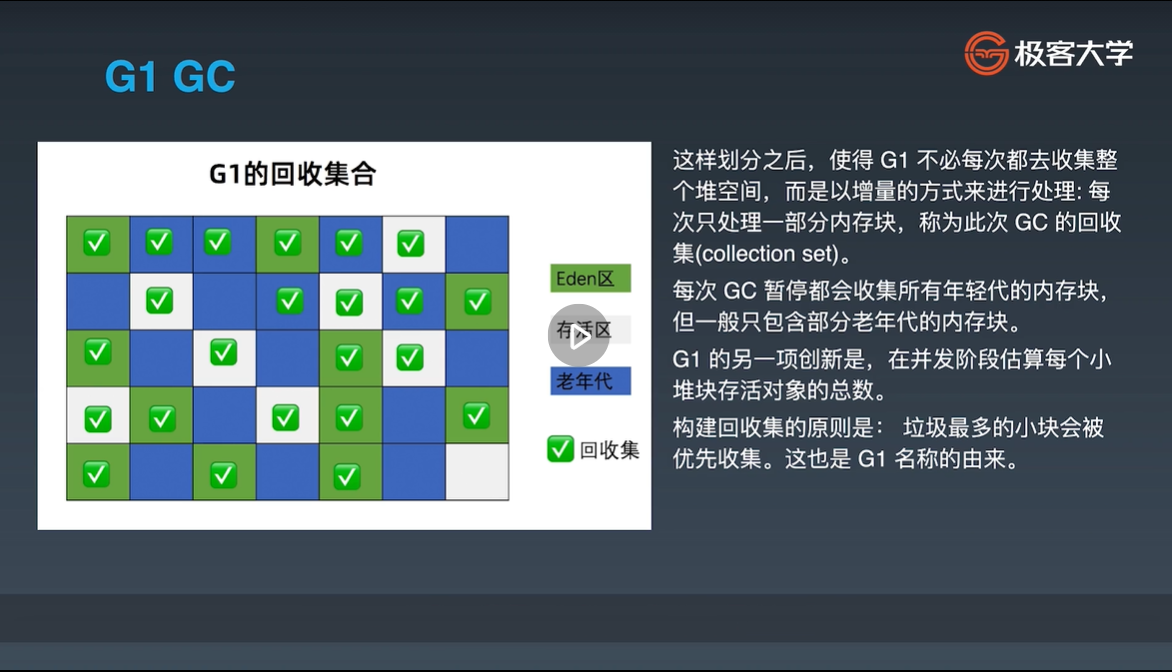 极客大学
G1 GC
G1的回收集合
Eden区
存活区
老年代
回收集
这样划分之后，使得 G1 不必每次都去收集整
个堆空间，而是以增量的方式来进行处理: 每
次只处理一部分内存块，称为此次 GC 的回收
集(collection set)。
每次 GC 暂停都会收集所有年轻代的内存块，
但一般只包含部分老年代的内存块。
G1 的另一项创新是，在并发阶段估算每个小
堆块存活对象的总数。
构建回收集的原则是： 垃圾最多的小块会被
优先收集。这也是 G1 名称的由来。